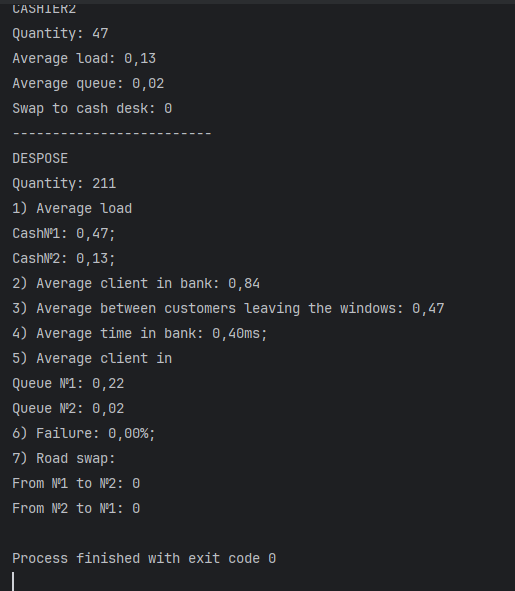 CASHIER2
Quantity: 47
Average load: 0,13
Average queue: 0,02
Swap to cash desk: 0
-------------------------
DESPOSE
Quantity: 211
1) Average load
Cash№1: 0,47;
Cash№2: 0,13;
2) Average client in bank: 0,84
3) Average between customers leaving the windows: 0,47
4) Average time in bank: 0,40ms;
5) Average client in
Queue №1: 0,22
Queue №2: 0,02
6) Failure: 0,00%;
7) Road swap:
From №1 to №2: 0
From №2 to №1: 0
Process finished with exit code 0